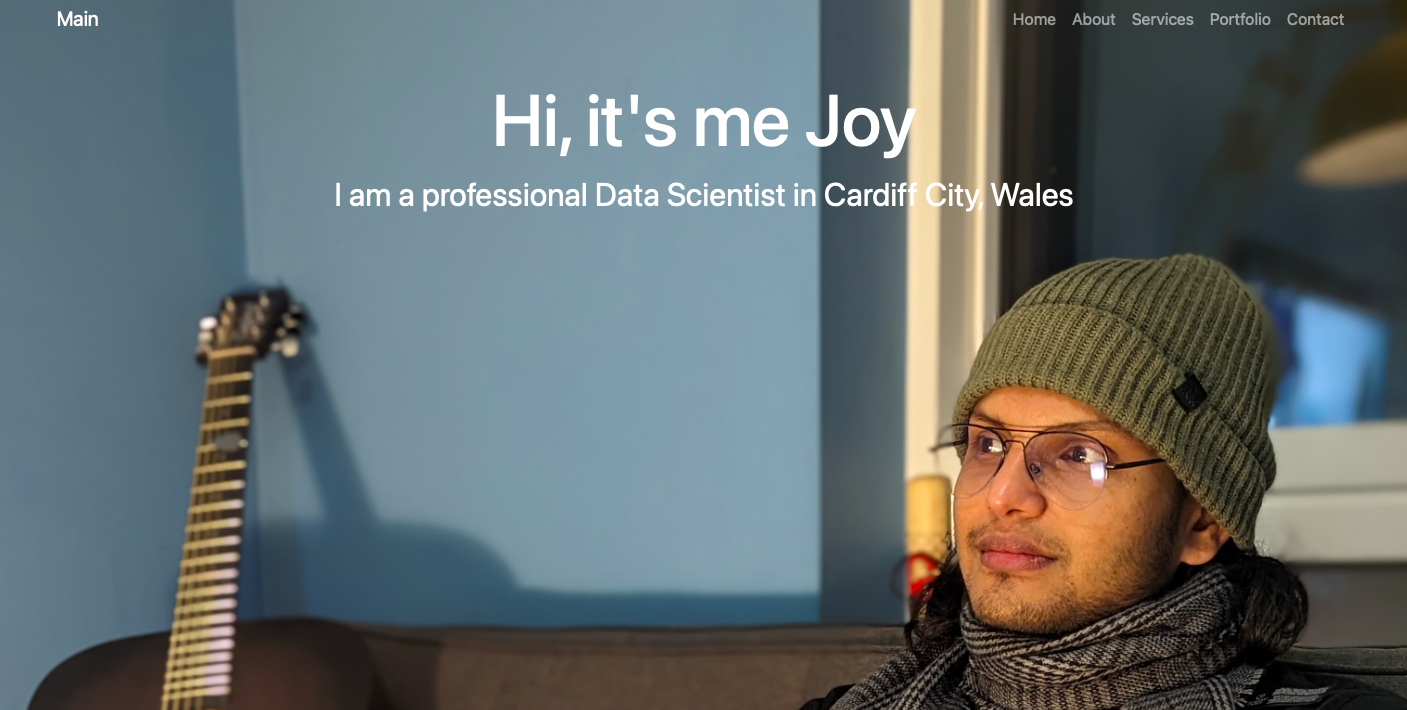 Main
Home About Services Portfolio Contact
Hi, it's me Joy
I am a professional Data Scientist in Cardiff City, Wales